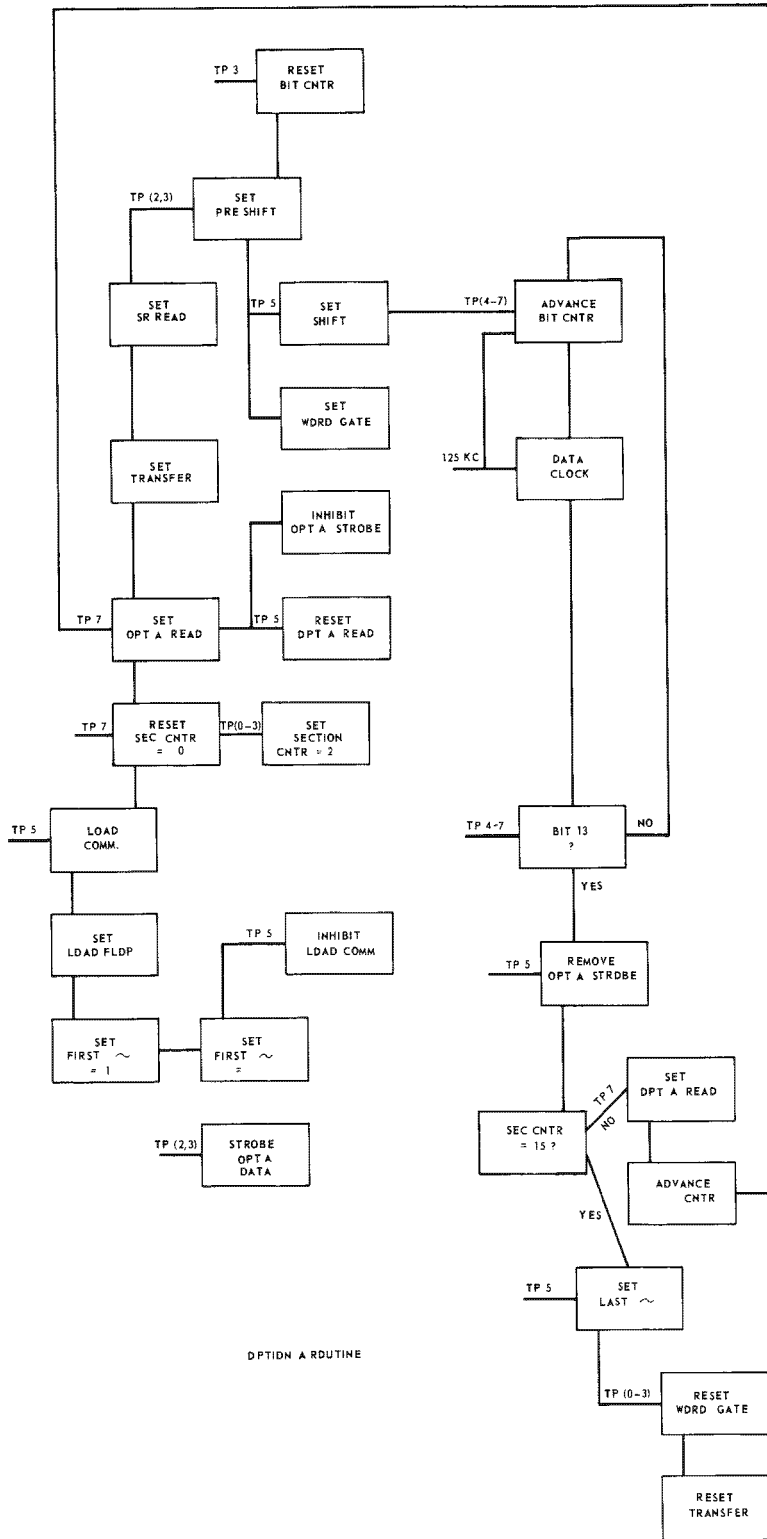 TP 3
RESET
BIT CNTR
TP (2,3)
SET
PRE SHIFT
SET
SR READ
TP 5
SET
SHIFT
TP(4-7)
ADVANCE
BIT CNTR
SET
WDRD GATE
SET
TRANSFER
125 KC
DATA
CLOCK
INHIBIT
OPT A STROBE
TP 7
SET
OPT A READ
TP 5
RESET
DPT A READ
TP 7
RESET
SEC CNTR
= 0
TP(0-3)
SET
SECTION
CNTR = 2
TP 5
LOAD
COMM.
TP 4-7
BIT 13
?
NO
YES
SET
LDAD FLDP
TP 5
INHIBIT
LDAD COMM
TP 5
REMOVE
OPT A STRDBE
SET
FIRST ~
= 1
SET
FIRST ~
=
SEC CNTR
= 15 ?
TP 7
NO
SET
DPT A READ
TP (2,3)
STROBE
OPT A
DATA
ADVANCE
CNTR
YES
TP 5
SET
LAST ~
DPTIDN A RDUTINE
TP (0-3)
RESET
WDRD GATE
RESET
TRANSFER